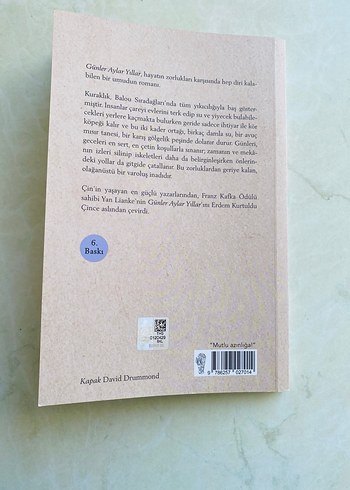 Günler Aylar Yıllar, hayatın zorlukları karşısında hep diri kala-
bilen bir umudun romanı.
Kuraklık, Balou Sıradağları'nda tüm yıkıcılığıyla baş göster-
miştir. İnsanlar çareyi evlerini terk edip su ve yiyecek bulabile-
cekleri yerlere kaçmakta bulurken geride sadece ihtiyar ile kör
köpeği kalır ve bu iki kader ortağı, birkaç damla su, bir avuç
mısır tanesi, bir karış gölgelik peşinde dolanır durur. Günleri,
geceleri en sert, en çetin koşullarla sınanır; zamanın ve mekâ-
nın izleri silinip iskeletleri daha da belirginleşirken önlerin-
deki yollar da gitgide çatallanır. Bu zorluklardan geriye kalan,
olağanüstü bir varoluş inadıdır.
Çin'in yaşayan en güçlü yazarlarından, Franz Kafka Ödülü
sahibi Yan Lianke'nin Günler Aylar Yıllar'ını Erdem Kurtuldu
Çince aslından çevirdi.
6.
Baskı
"Mutlu azınlığa!"
9 786257 027014
Kapak David Drummond